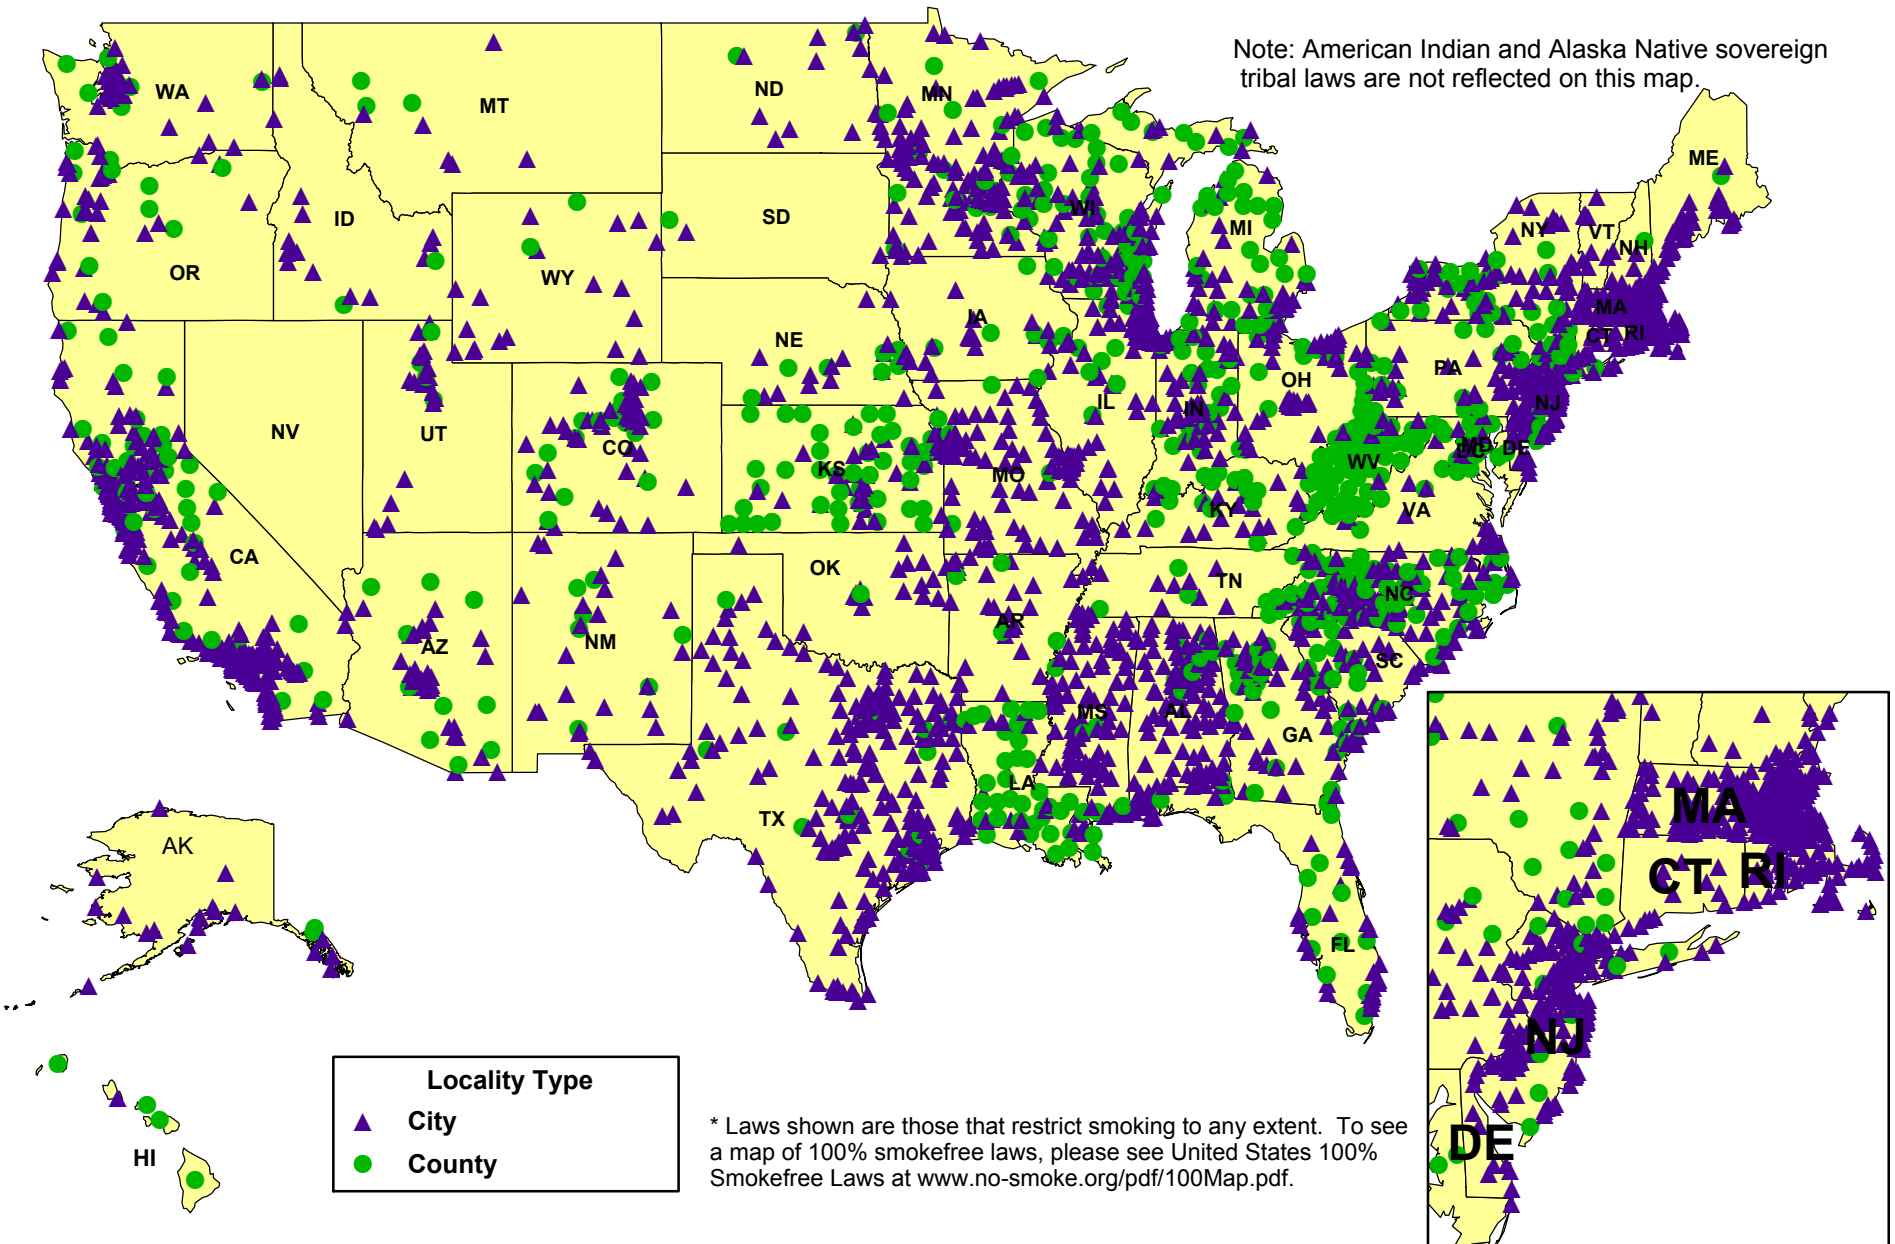 Note: American Indian and Alaska Native sovereign
tribal laws are not reflected on this map.
WA
MT
ND
MN
ME
OR
ID
WY
SD
WI
MI
NY
VT
NH
MA
CT
RI
NE
IA
PA
NV
UT
CO
KS
MO
IL
IN
OH
NJ
MD
DC
DE
WV
VA
KY
CA
AZ
NM
OK
AR
TN
NC
SC
MS
AL
GA
LA
TX
FL
AK
HI
Locality Type
City
County
* Laws shown are those that restrict smoking to any extent. To see
a map of 100% smokefree laws, please see United States 100%
Smokefree Laws at www.no-smoke.org/pdf/100Map.pdf.
MA
CT
RI
NJ
DE